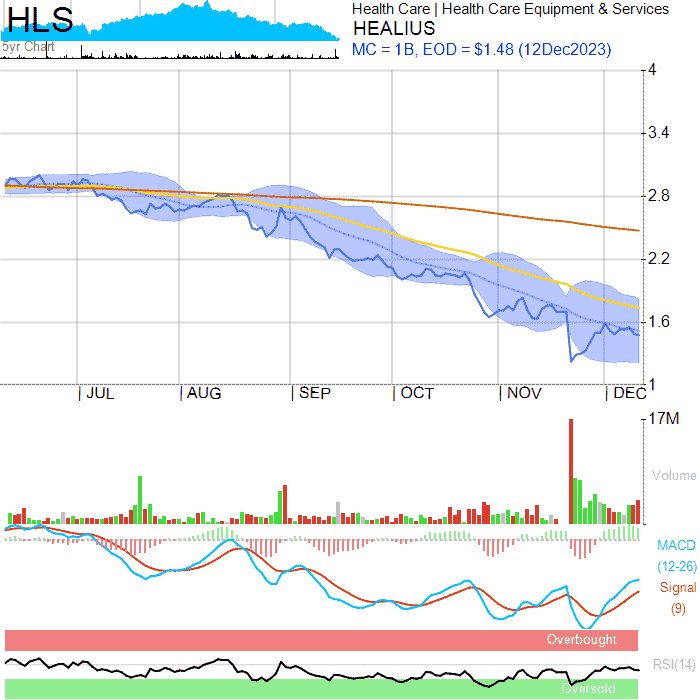 HLS
5yr Chart
Health Care | Health Care Equipment & Services
HEALIUS
MC = 1B, EOD = $1.48 (12Dec2023)
4
3.4
2.8
2.2
1.6
1
| JUL | AUG | SEP | OCT | NOV | DEC
17M
Volume
MACD
(12-26)
Signal
(9)
Overbought
RSI(14)
Oversold